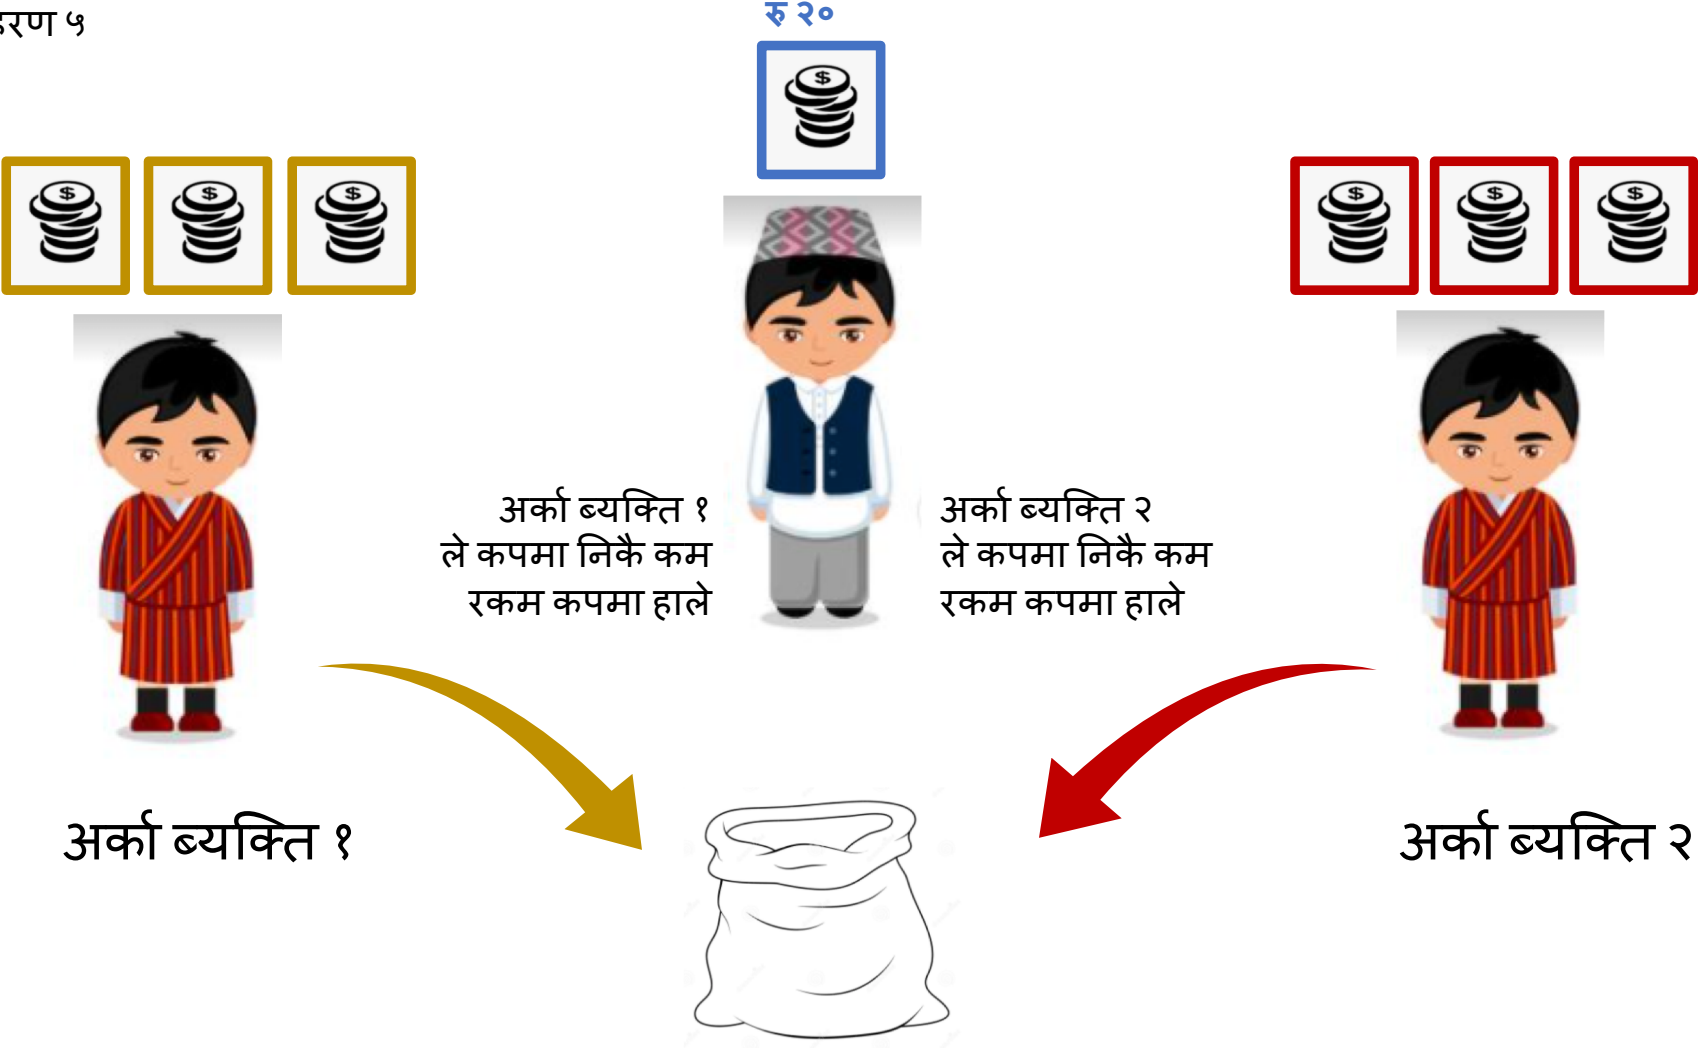 ५
रु २०
अर्का ब्यक्ति १
ले कपमा निकै कम
रकम कपमा हाले
अर्का ब्यक्ति २
ले कपमा निकै कम
रकम कपमा हाले
अर्का ब्यक्ति १
अर्का ब्यक्ति २